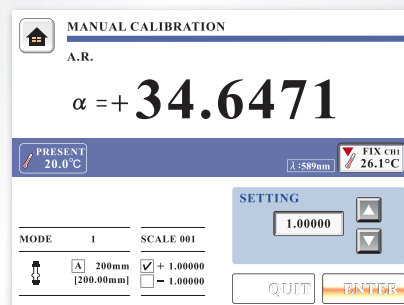 MANUAL CALIBRATION
A.R.
α =+34.6471
PRESENT
20.0°C
λ :589nm
FIX CH1
26.1°C
SETTING
1.00000
MODE 1 SCALE 001
A 200mm
[200.00mm]
+ 1.00000
- 1.00000
QUIT ENTER